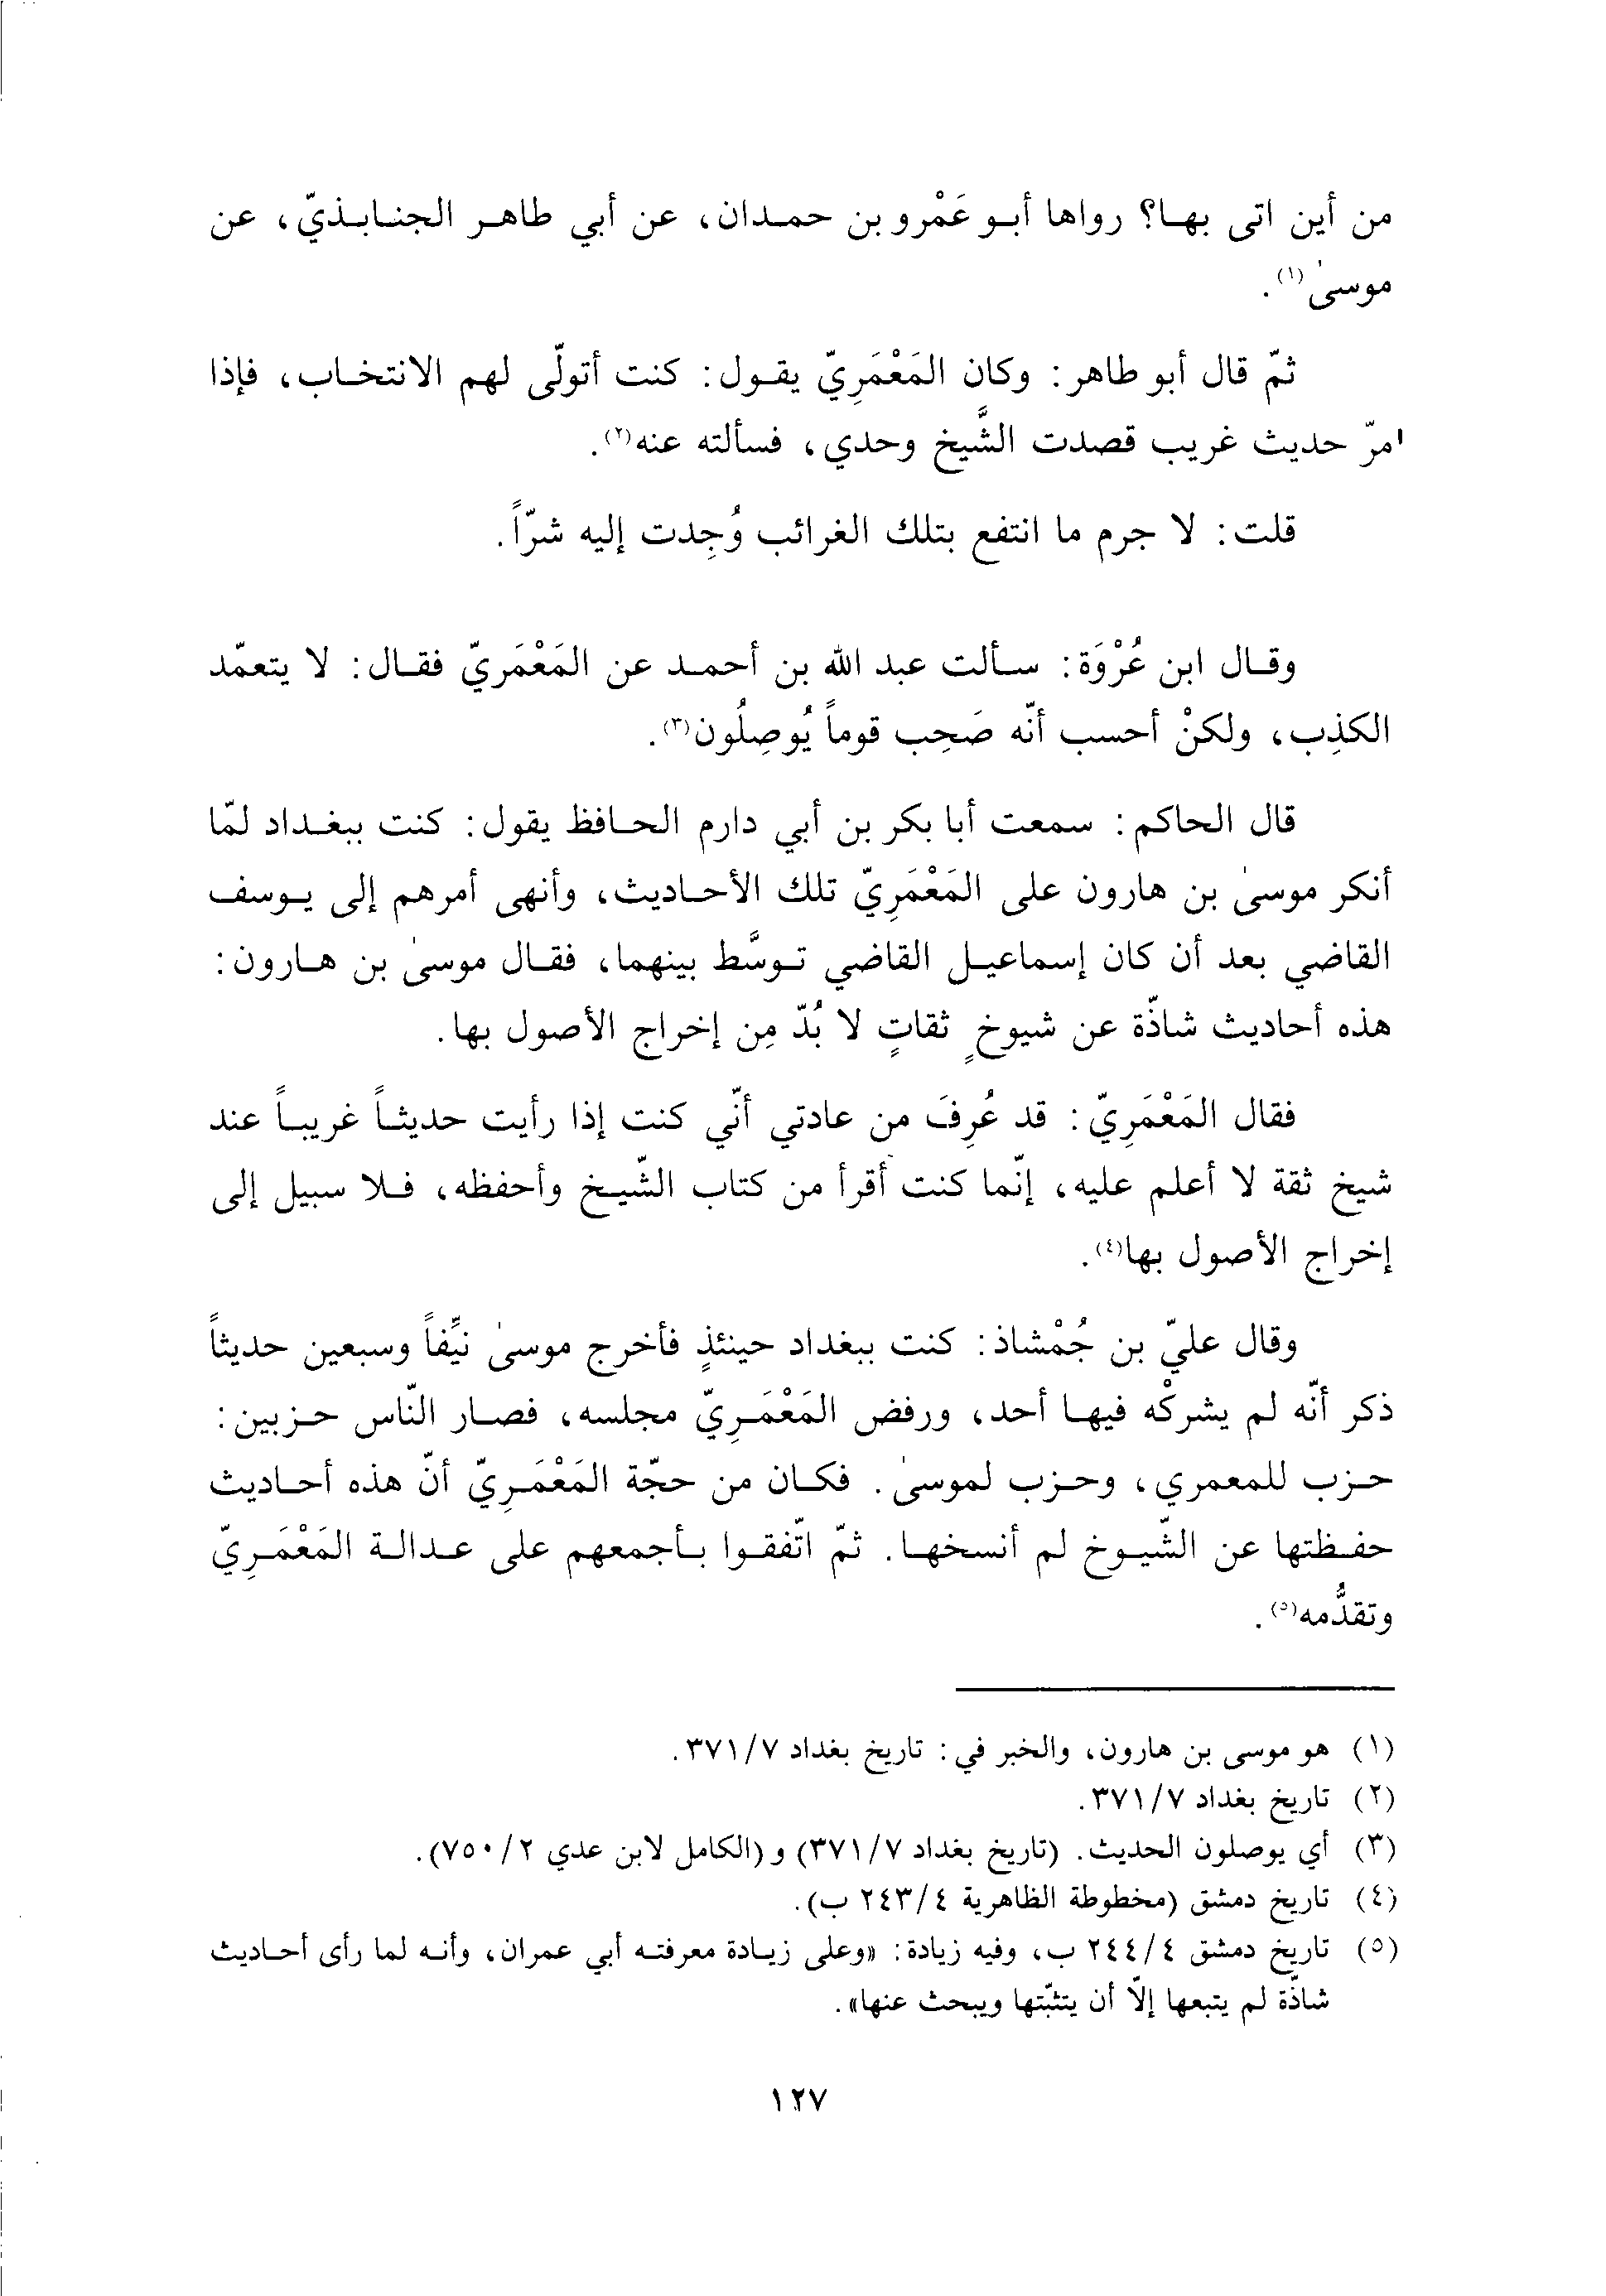 من أين اتى بهـا؟ رواها أبـو عَمْرو بن حمـدان، عن أبي طاهـر الجنـابـذيّ، عن
موسىٰ(١).
ثمّ قال أبو طاهر: وكان المَعْمَرِيّ يقـول: كنت أتولّى لهم الانتخـاب، فإذا
مرّ حديث غريب قصدت الشَّيخ وحدي، فسألته عنه(٢).
قلت: لا جرم ما انتفع بتلك الغرائب وُجِدت إليه شرّاً.
وقـال ابن عُرْوَة: سـألت عبد الله بن أحمـد عن المَعْمَريّ فقـال: لا يتعمّد
الكذِب، ولكنْ أحسب أنّه صَحِب قوماً يُوصِلُون(٣).
قال الحاكم: سمعت أبا بكر بن أبي دارم الحـافظ يقول: كنت ببغـداد لمّا
أنكر موسىٰ بن هارون على المَعْمَرِيّ تلك الأحـاديث، وأنهى أمرهم إلى يـوسف
القاضي بعد أن كان إسماعيـل القاضي تـوسَّط بينهما، فقـال موسىٰ بن هـارون:
هذه أحاديث شاذّة عن شيوخٍ ثقاتٍ لا بُدّ مِن إخراج الأصول بها.
فقال المَعْمَرِيّ: قد عُرِفَ من عادتي أنّي كنت إذا رأيت حديثـاً غريبـاً عند
شيخ ثقة لا أعلم عليه، إنّما كنت أقرأ من كتاب الشّيـخ وأحفظه، فـلا سبيل إلى
إخراج الأصول بها(٤).
وقال عليّ بن جُمْشاذ: كنت ببغداد حينئذٍ فأخرج موسىٰ نيِّفاً وسبعين حديثاً
ذكر أنّه لم يشركْه فيهـا أحد، ورفض المَعْمَـرِيّ مجلسه، فصـار النّاس حـزبين:
حـزب للمعمري، وحـزب لموسىٰ. فكـان من حجّة المَعْمَـرِيّ أنّ هذه أحـاديث
حفـظتها عن الشّيـوخ لم أنسخهـا. ثمّ اتّفقـوا بـأجمعهم على عـدالـة المَعْمَـرِيّ
وتقدُّمه(٥).
(١) هو موسى بن هارون، والخبر في: تاريخ بغداد ٣٧١/٧.
(٢) تاريخ بغداد ٣٧١/٧.
(٣) أي يوصلون الحديث. (تاريخ بغداد ٣٧١/٧) و(الكامل لابن عدي ٧٥٠/٢).
(٤) تاريخ دمشق (مخطوطة الظاهرية ٢٤٣/٤ ب).
(٥) تاريخ دمشق ٢٤٤/٤ ب، وفيه زيادة: «وعلى زيـادة معرفتـه أبي عمران، وأنـه لما رأى أحـاديث
شاذّة لم يتبعها إلاّ أن يتثبّتها ويبحث عنها».
١٢٧